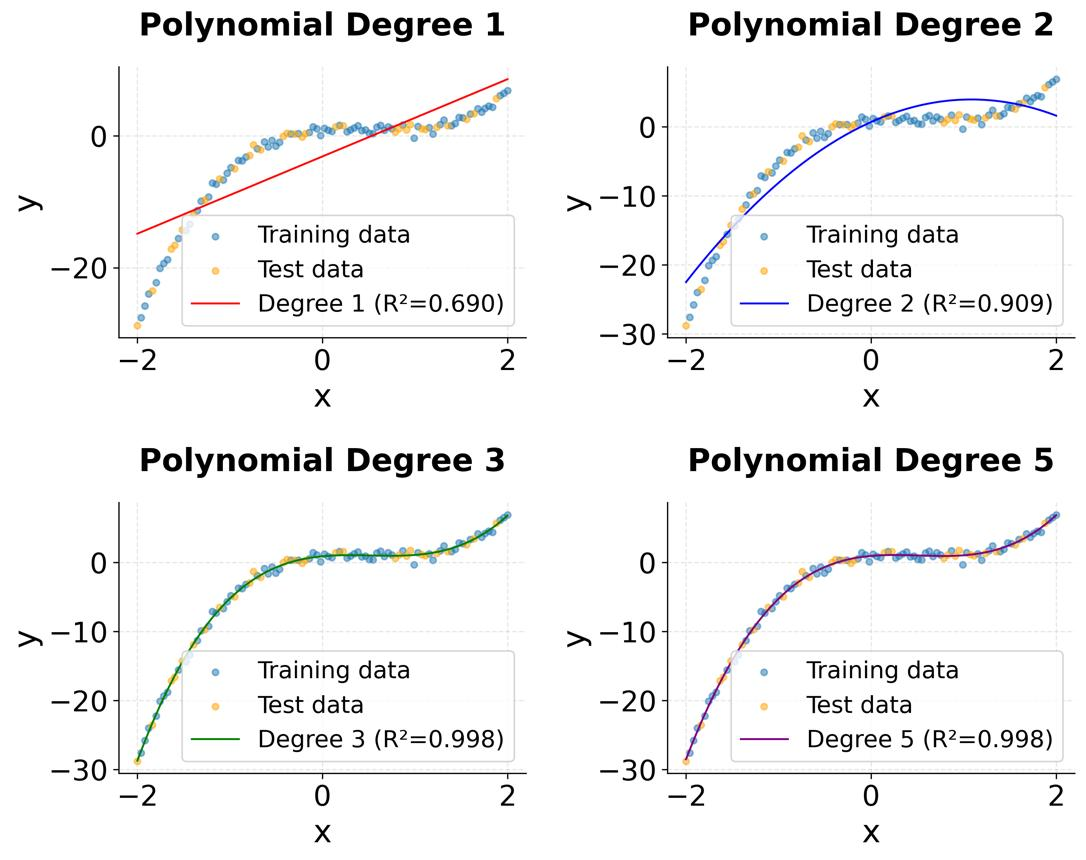 Polynomial Degree 1
y
0
−20
−2
0
2
x
Training data
Test data
Degree 1 (R²=0.690)
Polynomial Degree 2
y
0
−10
−20
−30
−2
0
2
x
Training data
Test data
Degree 2 (R²=0.909)
Polynomial Degree 3
y
0
−10
−20
−30
−2
0
2
x
Training data
Test data
Degree 3 (R²=0.998)
Polynomial Degree 5
y
0
−10
−20
−30
−2
0
2
x
Training data
Test data
Degree 5 (R²=0.998)